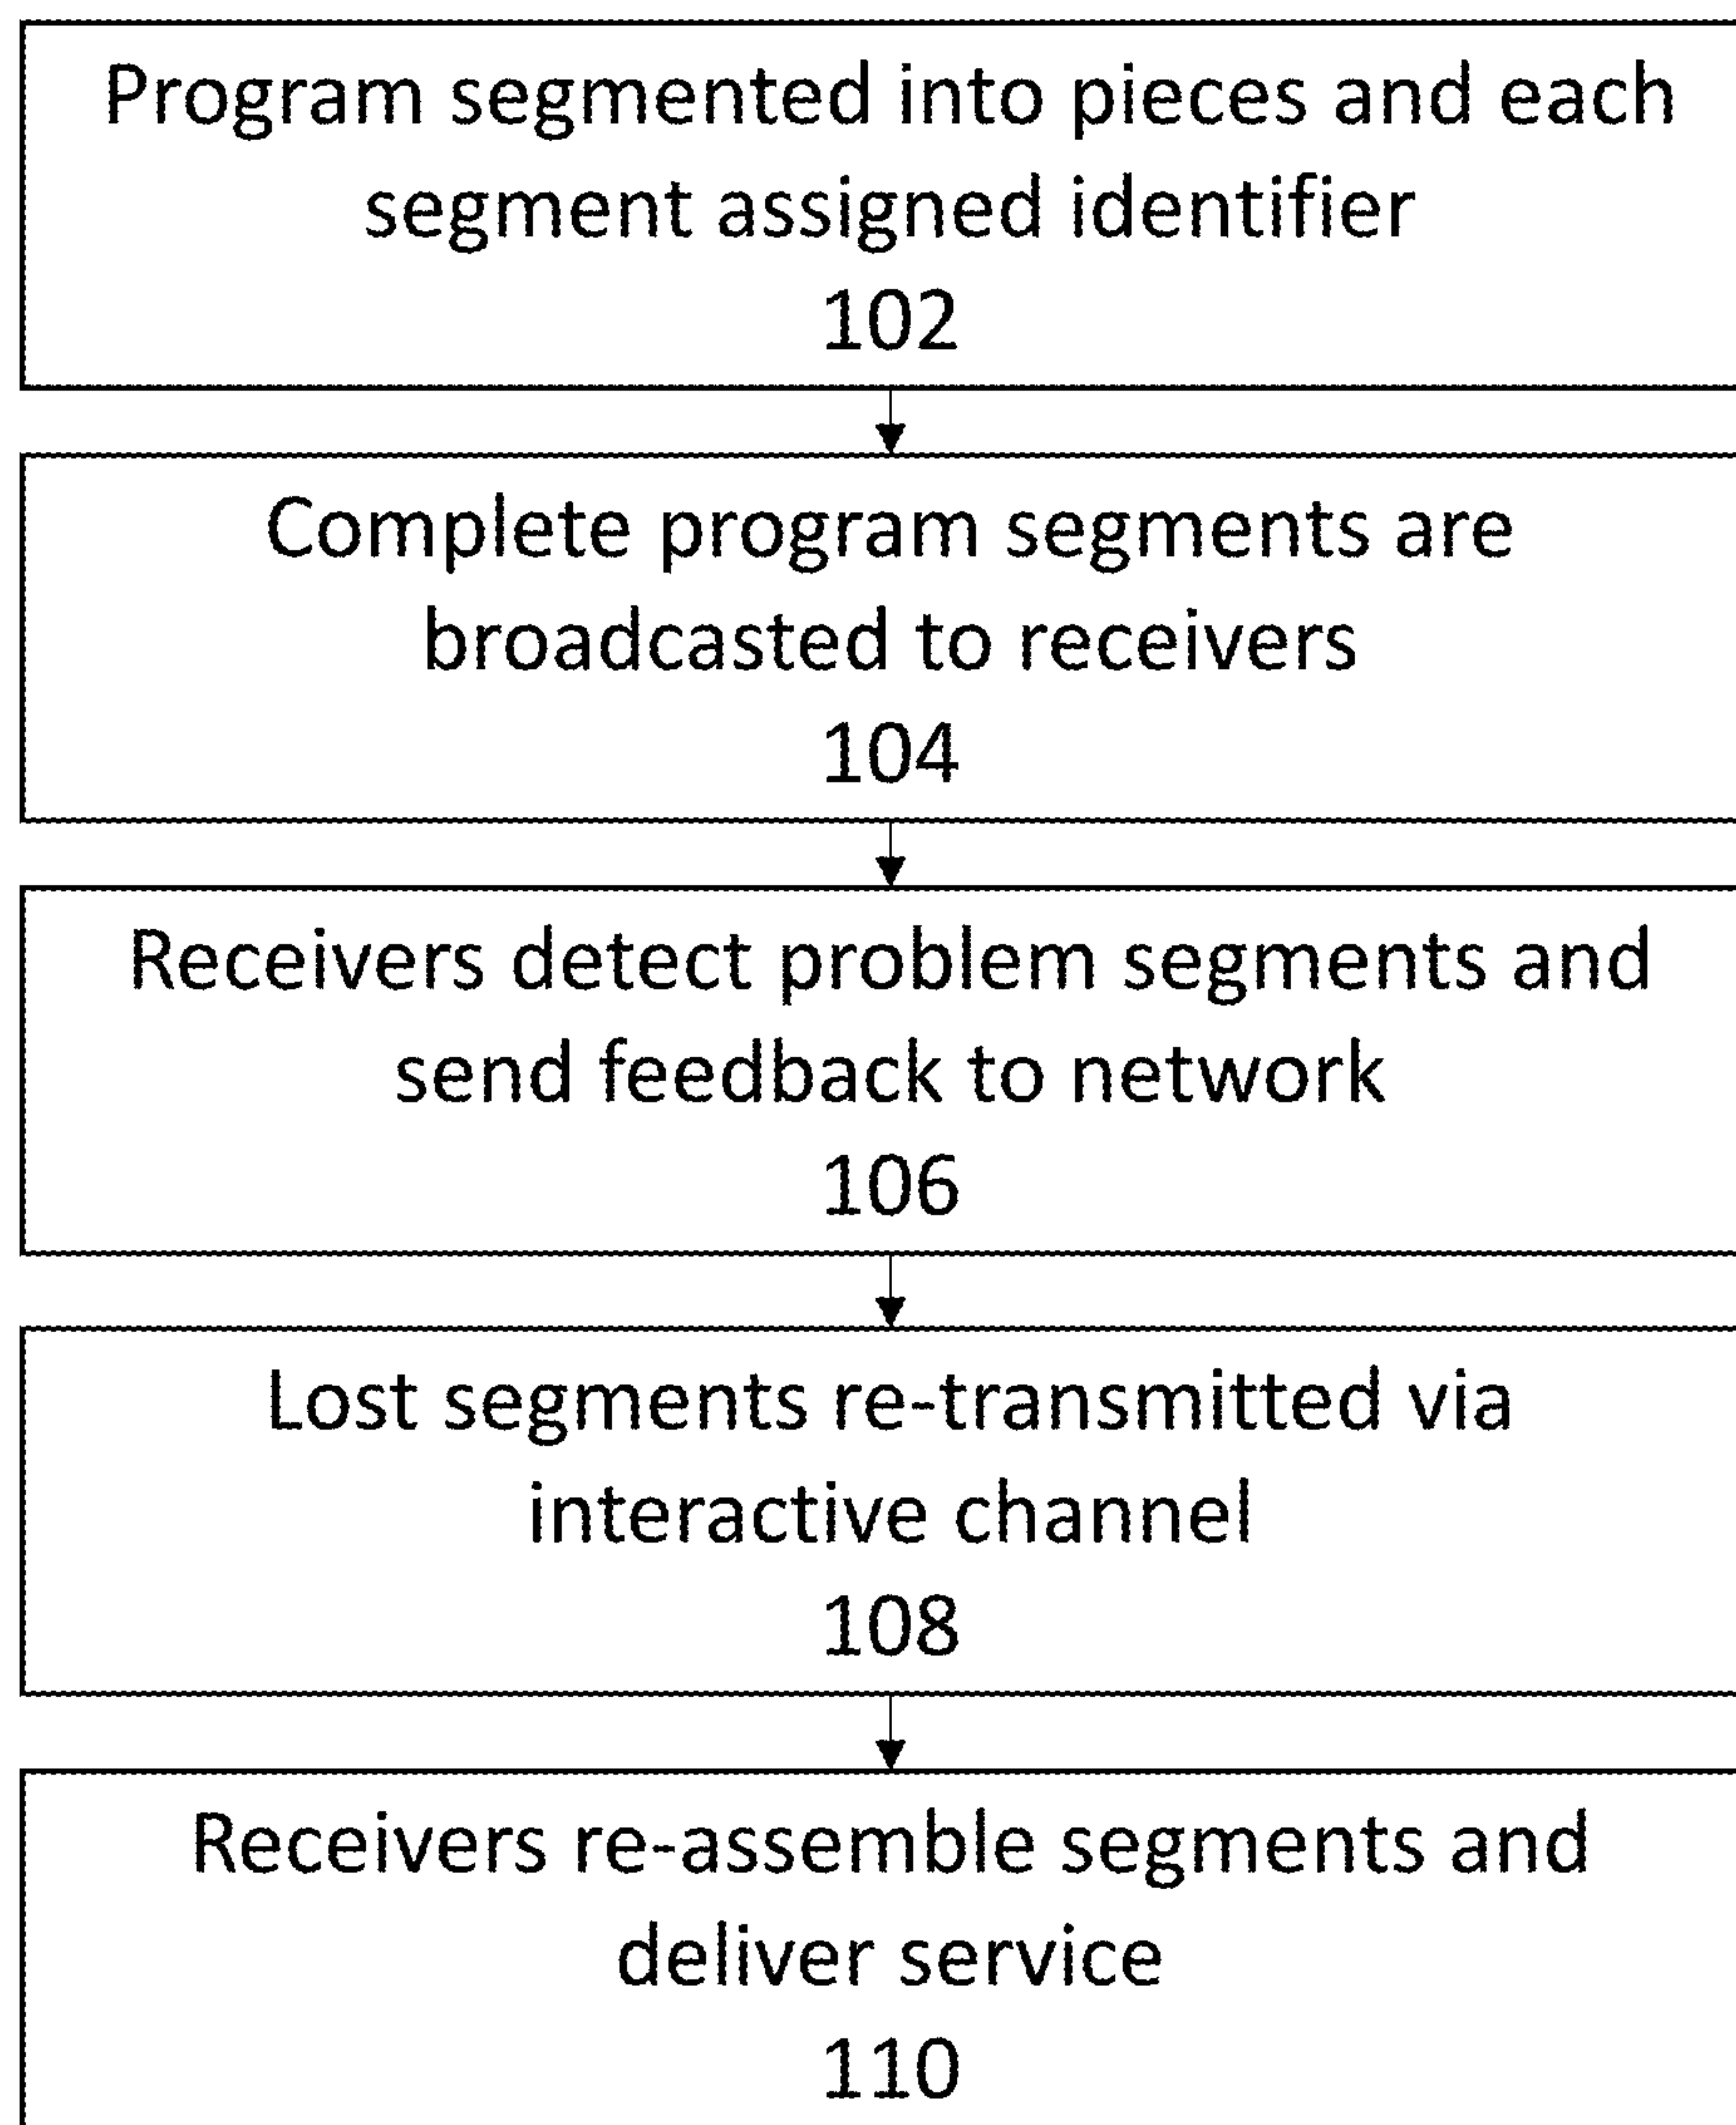 Program segmented into pieces and each
segment assigned identifier
102
Complete program segments are
broadcasted to receivers
104
Receivers detect problem segments and
send feedback to network
106
Lost segments re-transmitted via
interactive channel
108
Receivers re-assemble segments and
deliver service
110